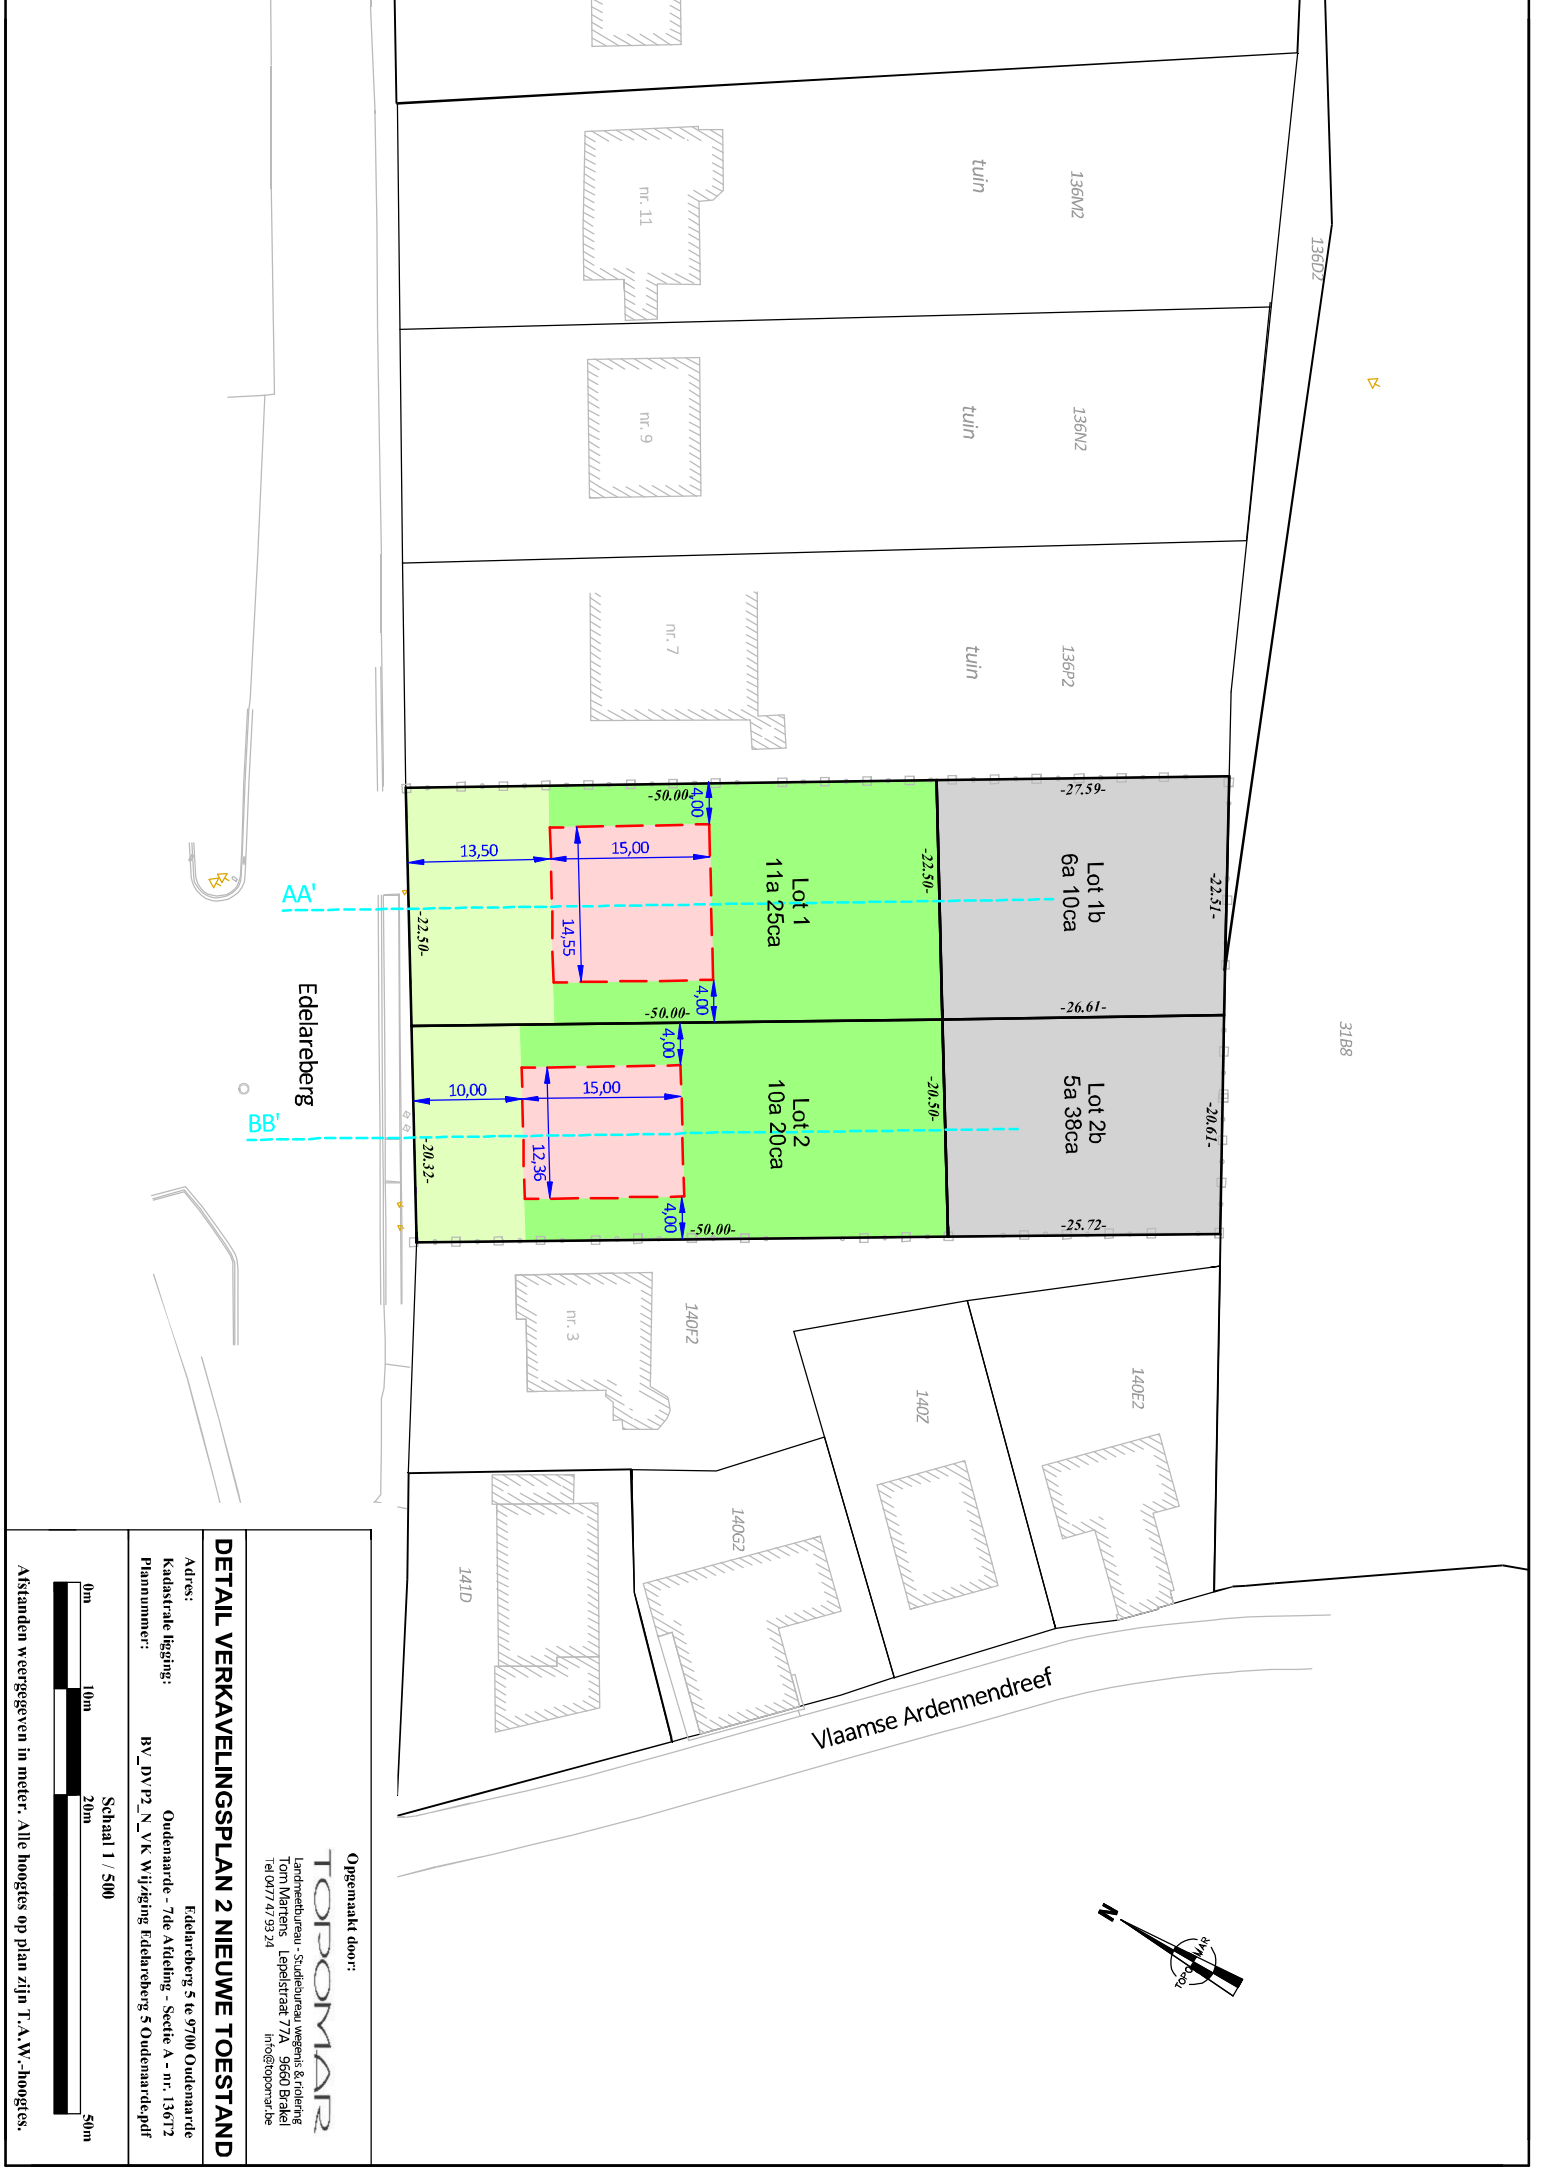 136D2
136M2
tuin
nr. 11
136N2
tuin
nr. 9
136P2
tuin
nr. 7
31B8
-27.59-
-22.51-
Lot 1b
6a 10ca
-26.61-
-22.50-
-50.00-
4,00
Lot 1
11a 25ca
13,50
15,00
14,55
4,00
-22.50-
-50.00-
AA'
-20.61-
Lot 2b
5a 38ca
-25.72-
-20.50-
4,00
Lot 2
10a 20ca
10,00
15,00
12,36
4,00
-20.32-
-50.00-
BB'
Edelareberg
140F2
nr. 3
140Z
140E2
140G2
141D
Vlaamse Ardennendreef
N
TOPOMAR
Opgemaakt door:
TOPOMAR
Landmeetbureau - Studiebureau wegenis & riolering
Tom Martens Lepelstraat 77A 9660 Brakel
Tel 0477 47 93 24 info@topomar.be
DETAIL VERKAVELINGSPLAN 2 NIEUWE TOESTAND
Adres: Edelareberg 5 te 9700 Oudenaarde
Kadastrale ligging: Oudenaarde - 7de Afdeling - Sectie A - nr. 136T2
Plannummer: BV_DVP2_N_VK Wijziging Edelareberg 5 Oudenaarde.pdf
Schaal 1 / 500
0m 10m 20m 50m
Afstanden weergegeven in meter. Alle hoogtes op plan zijn T.A.W.-hoogtes.